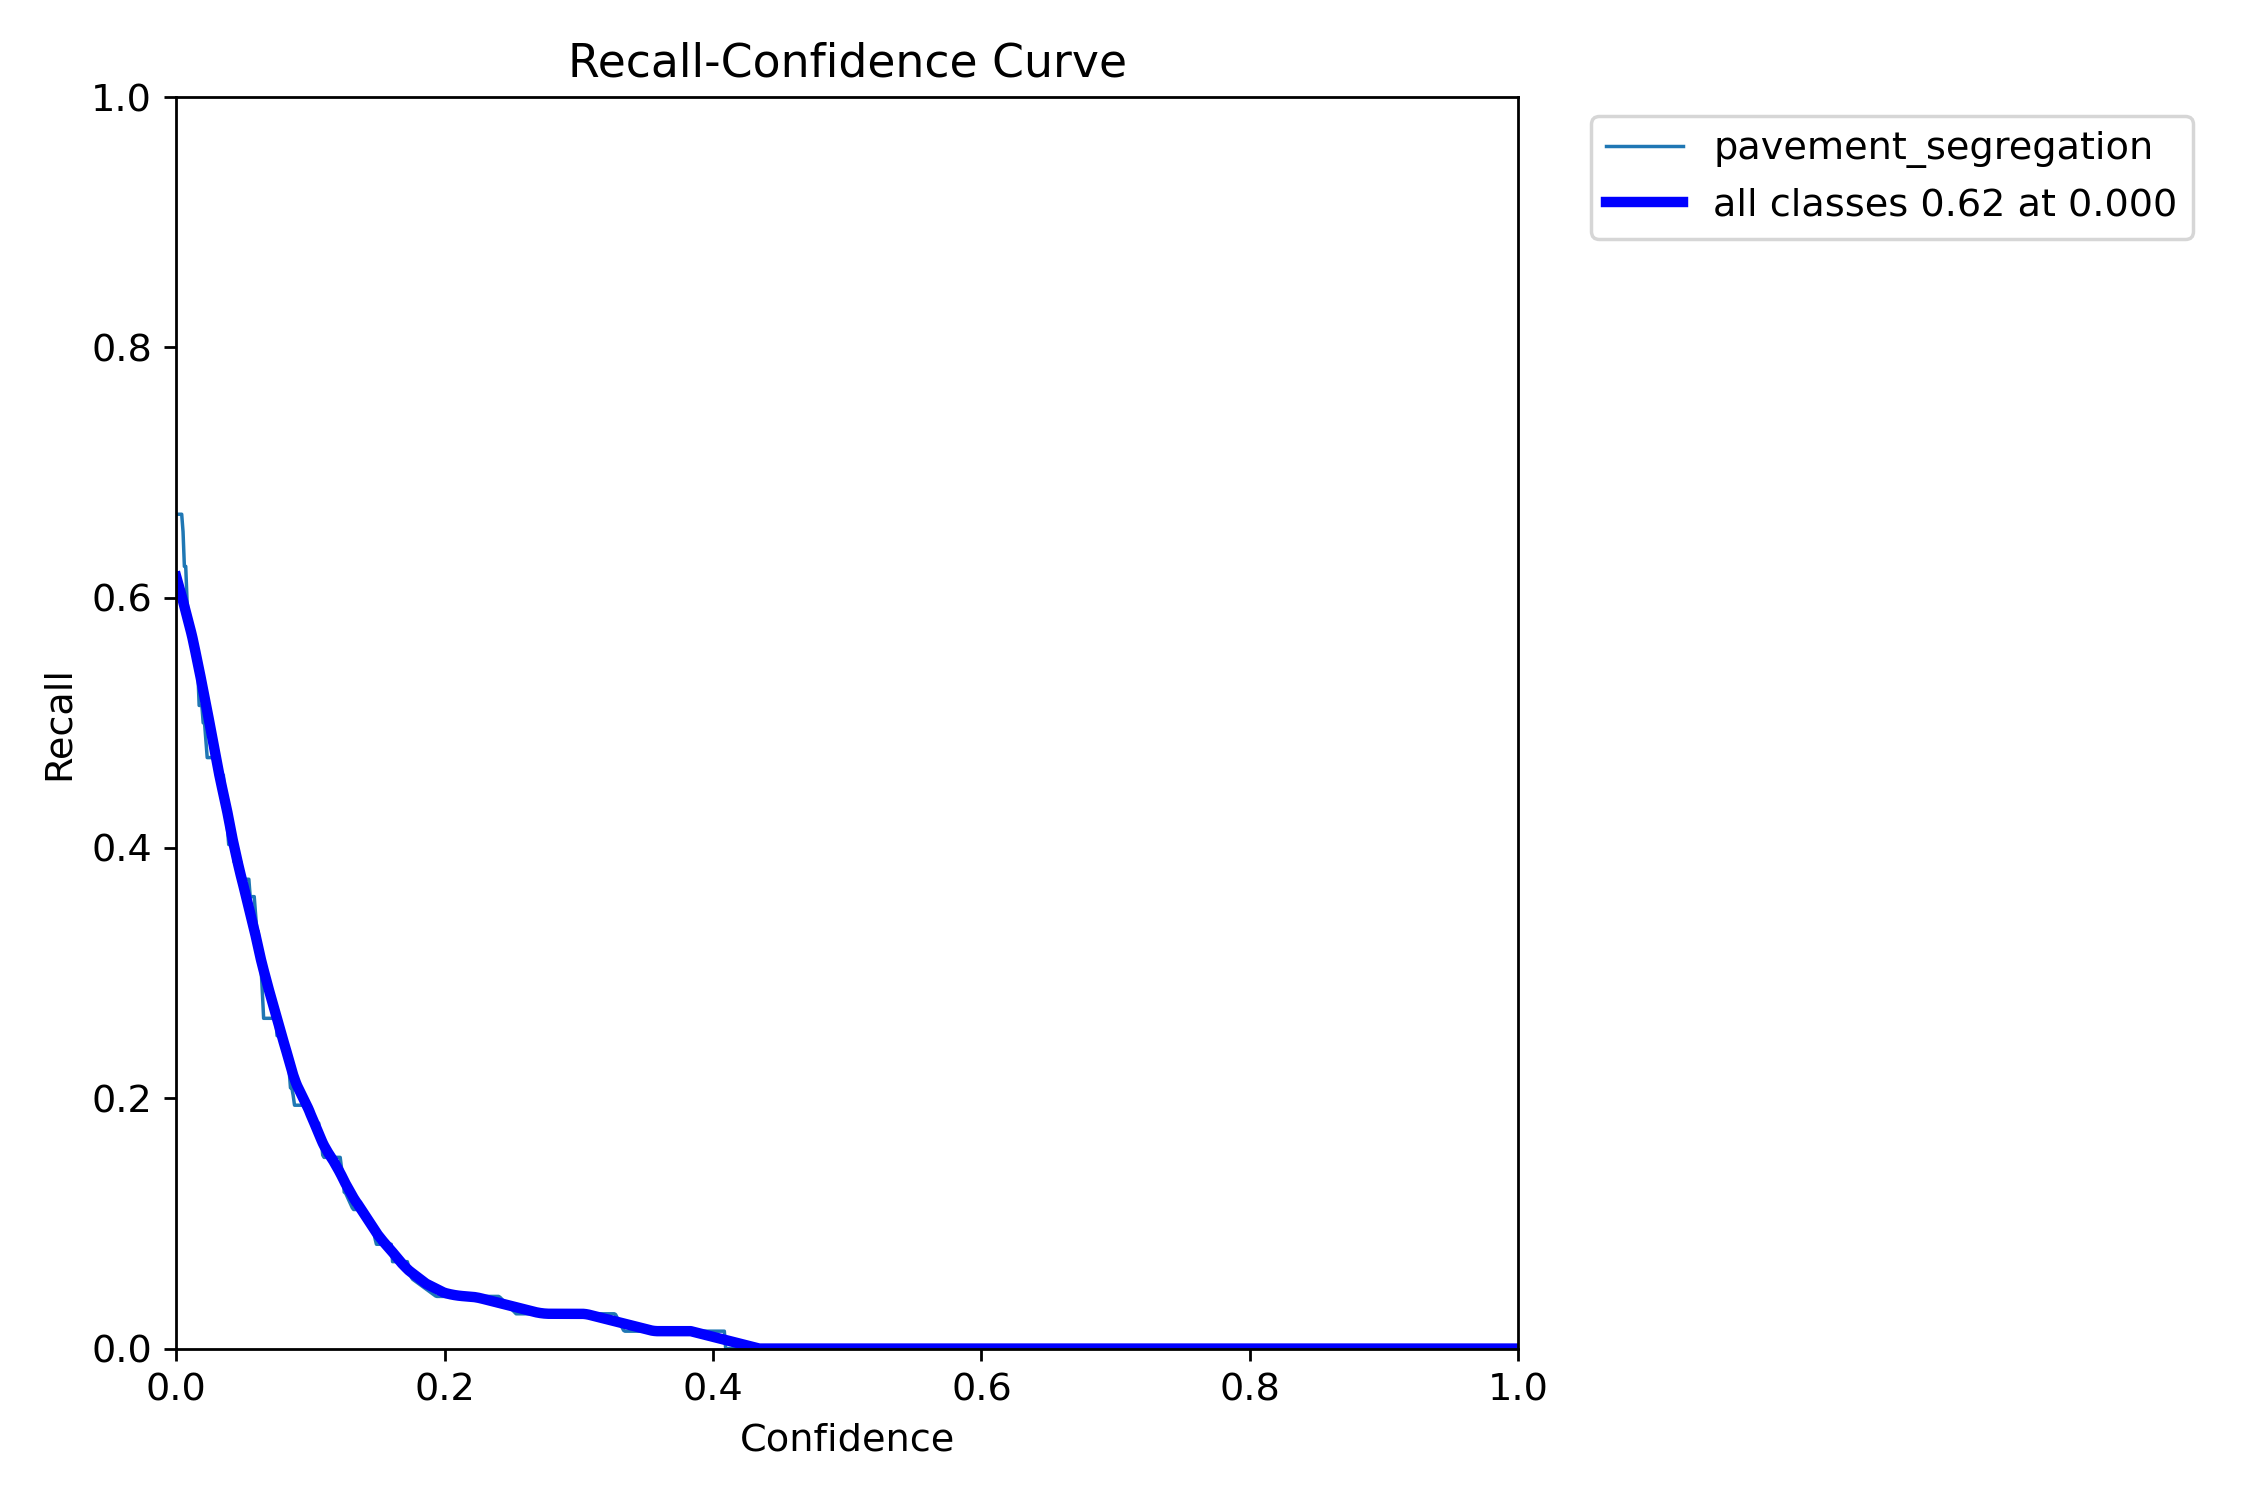 Recall-Confidence Curve
1.0
0.8
0.6
0.4
0.2
0.0
Recall
0.0 0.2 0.4 0.6 0.8 1.0
Confidence
pavement_segregation
all classes 0.62 at 0.000